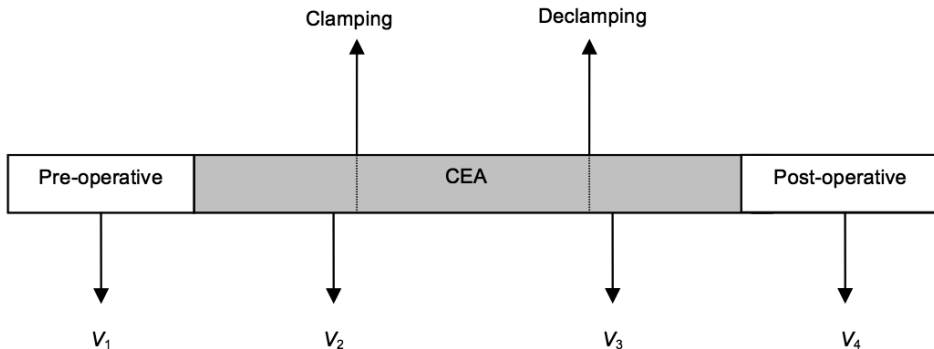 Clamping
Declamping
Pre-operative
CEA
Post-operative
V1
V2
V3
V4